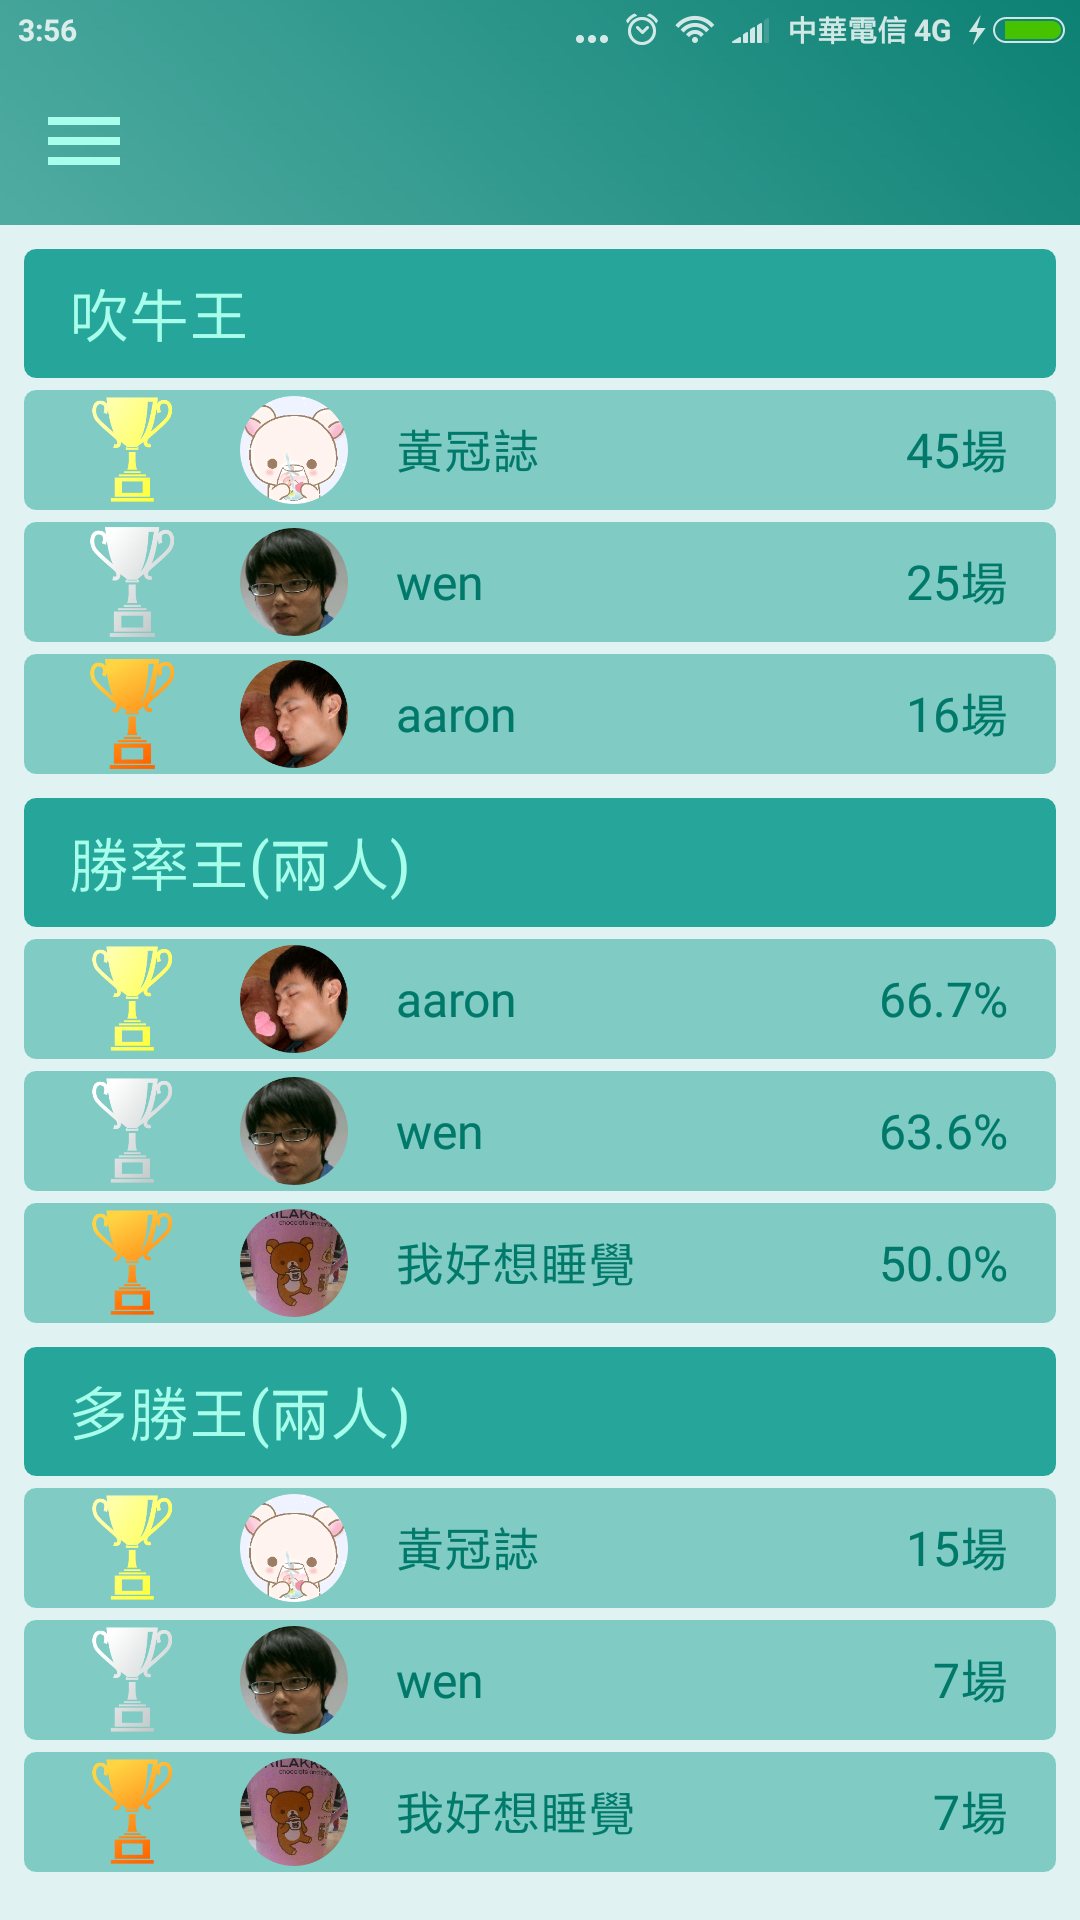 3:56
中華電信 4G
吹牛王
黃冠誌
45場
wen
25場
aaron
16場
勝率王(兩人)
aaron
66.7%
wen
63.6%
我好想睡覺
50.0%
多勝王(兩人)
黃冠誌
15場
wen
7場
我好想睡覺
7場